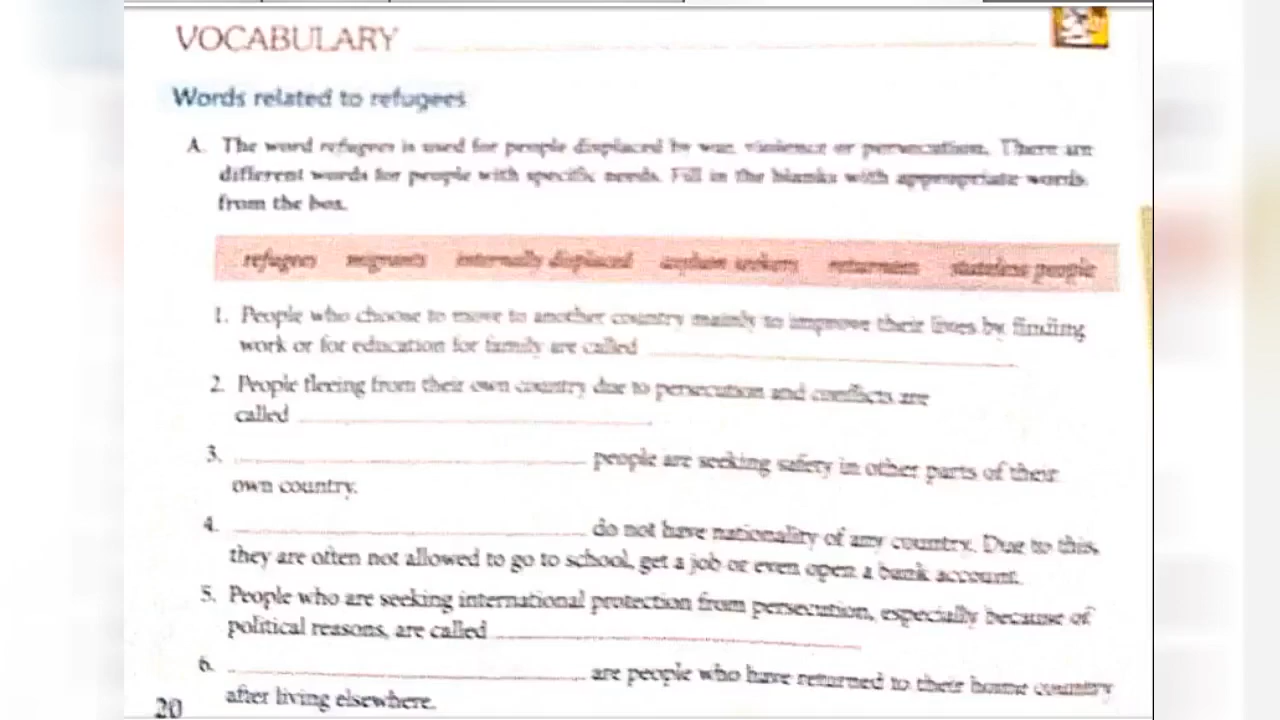 VOCABULARY
Words related to refugees
A. The word refugees is used for people displaced by war, violence or persecution. There are
different words for people with specific needs. Fill in the blanks with appropriate words
from the box.
refugees migrants internally displaced asylum seekers returnees stateless people
1. People who choose to move to another country mainly to improve their lives by finding
work or for education for family are called
2. People fleeing from their own country due to persecution and conflicts are
called
3. people are seeking safety in other parts of their
own country.
4. do not have nationality of any country. Due to this,
they are often not allowed to go to school, get a job or even open a bank account.
5. People who are seeking international protection from persecution, especially because of
political reasons, are called
6. are people who have returned to their home country
after living elsewhere.
20